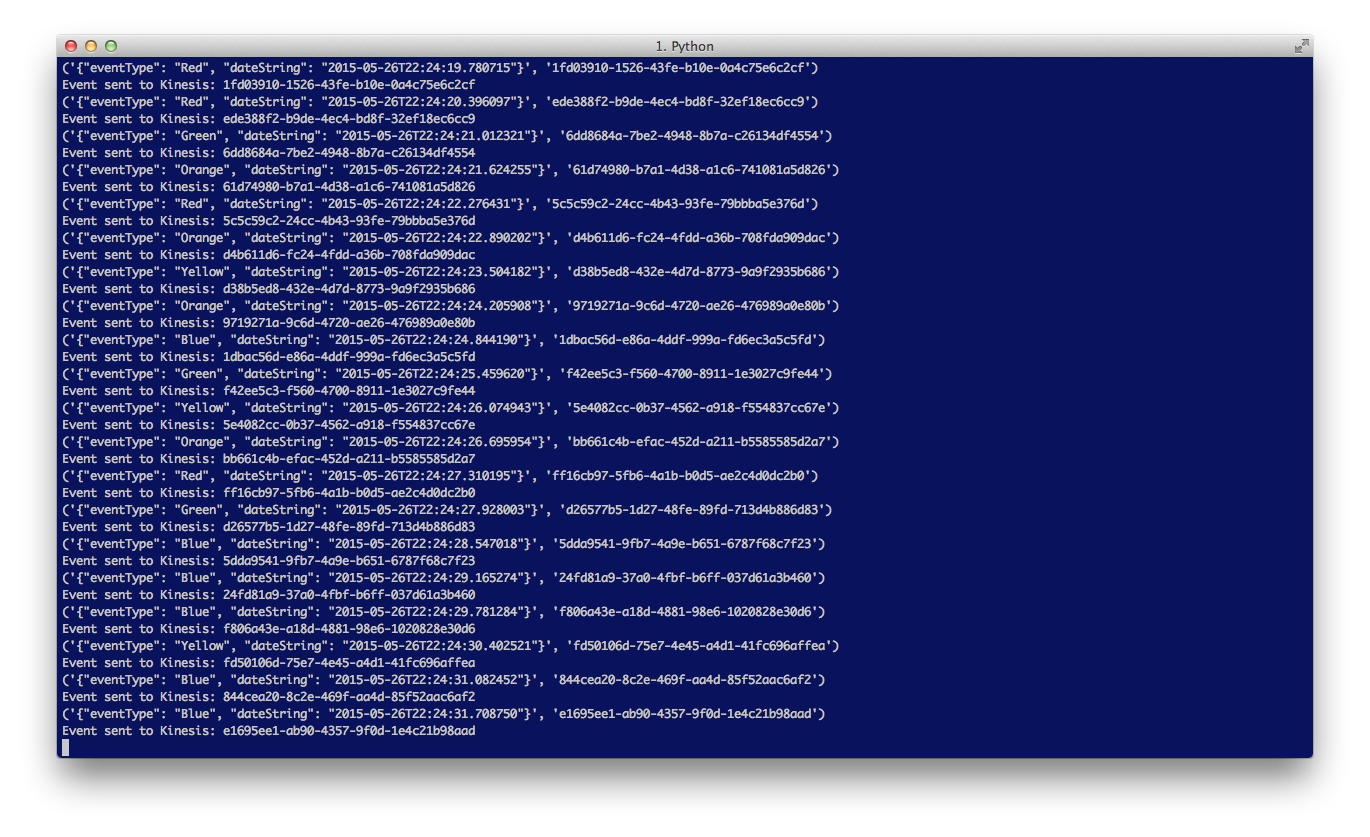 1. Python
('{"eventType": "Red", "dateString": "2015-05-26T22:24:19.780715"}', '1fd03910-1526-43fe-b10e-0a4c75e6c2cf')
Event sent to Kinesis: 1fd03910-1526-43fe-b10e-0a4c75e6c2cf
('{"eventType": "Red", "dateString": "2015-05-26T22:24:20.396097"}', 'ede388f2-b9de-4ec4-bd8f-32ef18ec6cc9')
Event sent to Kinesis: ede388f2-b9de-4ec4-bd8f-32ef18ec6cc9
('{"eventType": "Green", "dateString": "2015-05-26T22:24:21.012321"}', '6dd8684a-7be2-4948-8b7a-c26134df4554')
Event sent to Kinesis: 6dd8684a-7be2-4948-8b7a-c26134df4554
('{"eventType": "Orange", "dateString": "2015-05-26T22:24:21.624255"}', '61d74980-b7a1-4d38-a1c6-741081a5d826')
Event sent to Kinesis: 61d74980-b7a1-4d38-a1c6-741081a5d826
('{"eventType": "Red", "dateString": "2015-05-26T22:24:22.276431"}', '5c5c59c2-24cc-4b43-93fe-79bbba5e376d')
Event sent to Kinesis: 5c5c59c2-24cc-4b43-93fe-79bbba5e376d
('{"eventType": "Orange", "dateString": "2015-05-26T22:24:22.890202"}', 'd4b611d6-fc24-4fdd-a36b-708fda909dac')
Event sent to Kinesis: d4b611d6-fc24-4fdd-a36b-708fda909dac
('{"eventType": "Yellow", "dateString": "2015-05-26T22:24:23.504182"}', 'd38b5ed8-432e-4d7d-8773-9a9f2935b686')
Event sent to Kinesis: d38b5ed8-432e-4d7d-8773-9a9f2935b686
('{"eventType": "Orange", "dateString": "2015-05-26T22:24:24.205908"}', '9719271a-9c6d-4720-ae26-476989a0e80b')
Event sent to Kinesis: 9719271a-9c6d-4720-ae26-476989a0e80b
('{"eventType": "Blue", "dateString": "2015-05-26T22:24:24.844190"}', '1dbac56d-e86a-4ddf-999a-fd6ec3a5c5fd')
Event sent to Kinesis: 1dbac56d-e86a-4ddf-999a-fd6ec3a5c5fd
('{"eventType": "Green", "dateString": "2015-05-26T22:24:25.459620"}', 'f42ee5c3-f560-4700-8911-1e3027c9fe44')
Event sent to Kinesis: f42ee5c3-f560-4700-8911-1e3027c9fe44
('{"eventType": "Yellow", "dateString": "2015-05-26T22:24:26.074943"}', '5e4082cc-0b37-4562-a918-f554837cc67e')
Event sent to Kinesis: 5e4082cc-0b37-4562-a918-f554837cc67e
('{"eventType": "Orange", "dateString": "2015-05-26T22:24:26.695954"}', 'bb661c4b-efac-452d-a211-b5585585d2a7')
Event sent to Kinesis: bb661c4b-efac-452d-a211-b5585585d2a7
('{"eventType": "Red", "dateString": "2015-05-26T22:24:27.310195"}', 'ff16cb97-5fb6-4a1b-b0d5-ae2c4d0dc2b0')
Event sent to Kinesis: ff16cb97-5fb6-4a1b-b0d5-ae2c4d0dc2b0
('{"eventType": "Green", "dateString": "2015-05-26T22:24:27.928003"}', 'd26577b5-1d27-48fe-89fd-713d4b886d83')
Event sent to Kinesis: d26577b5-1d27-48fe-89fd-713d4b886d83
('{"eventType": "Blue", "dateString": "2015-05-26T22:24:28.547018"}', '5dda9541-9fb7-4a9e-b651-6787f68c7f23')
Event sent to Kinesis: 5dda9541-9fb7-4a9e-b651-6787f68c7f23
('{"eventType": "Blue", "dateString": "2015-05-26T22:24:29.165274"}', '24fd81a9-37a0-4fbf-b6ff-037d61a3b460')
Event sent to Kinesis: 24fd81a9-37a0-4fbf-b6ff-037d61a3b460
('{"eventType": "Blue", "dateString": "2015-05-26T22:24:29.781284"}', 'f806a43e-a18d-4881-98e6-1020828e30d6')
Event sent to Kinesis: f806a43e-a18d-4881-98e6-1020828e30d6
('{"eventType": "Yellow", "dateString": "2015-05-26T22:24:30.402521"}', 'fd50106d-75e7-4e45-a4d1-41fc696affea')
Event sent to Kinesis: fd50106d-75e7-4e45-a4d1-41fc696affea
('{"eventType": "Blue", "dateString": "2015-05-26T22:24:31.082452"}', '844cea20-8c2e-469f-aa4d-85f52aac6af2')
Event sent to Kinesis: 844cea20-8c2e-469f-aa4d-85f52aac6af2
('{"eventType": "Blue", "dateString": "2015-05-26T22:24:31.708750"}', 'e1695ee1-ab90-4357-9f0d-1e4c21b98aad')
Event sent to Kinesis: e1695ee1-ab90-4357-9f0d-1e4c21b98aad